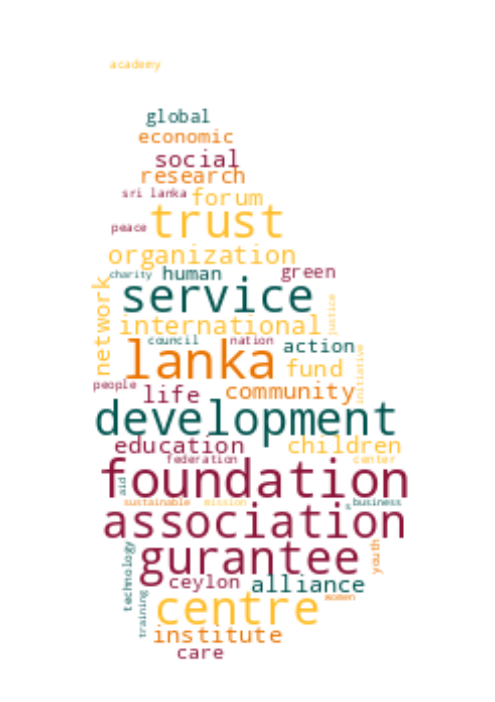 academy
global
economic
social
research
sri lanka forum
peace trust
organization
charity human green
service
network international justice
council nation action
lanka fund initiative
people life community
development
education children
federation center
foundation
aid sustainable mission s business
association
gurantee youth
technology ceylon alliance
training centre women
institute
care